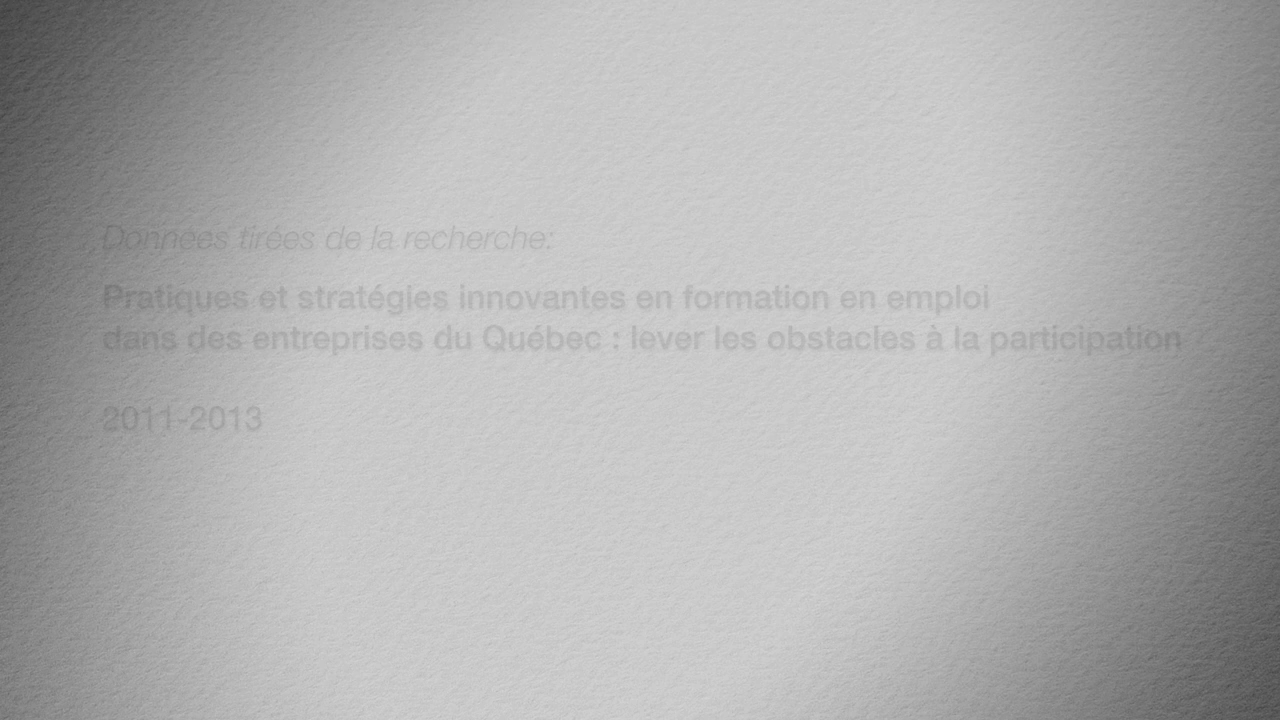 Données tirées de la recherche:
Pratiques et stratégies innovantes en formation en emploi
dans des entreprises du Québec : lever les obstacles à la participation
2011-2013